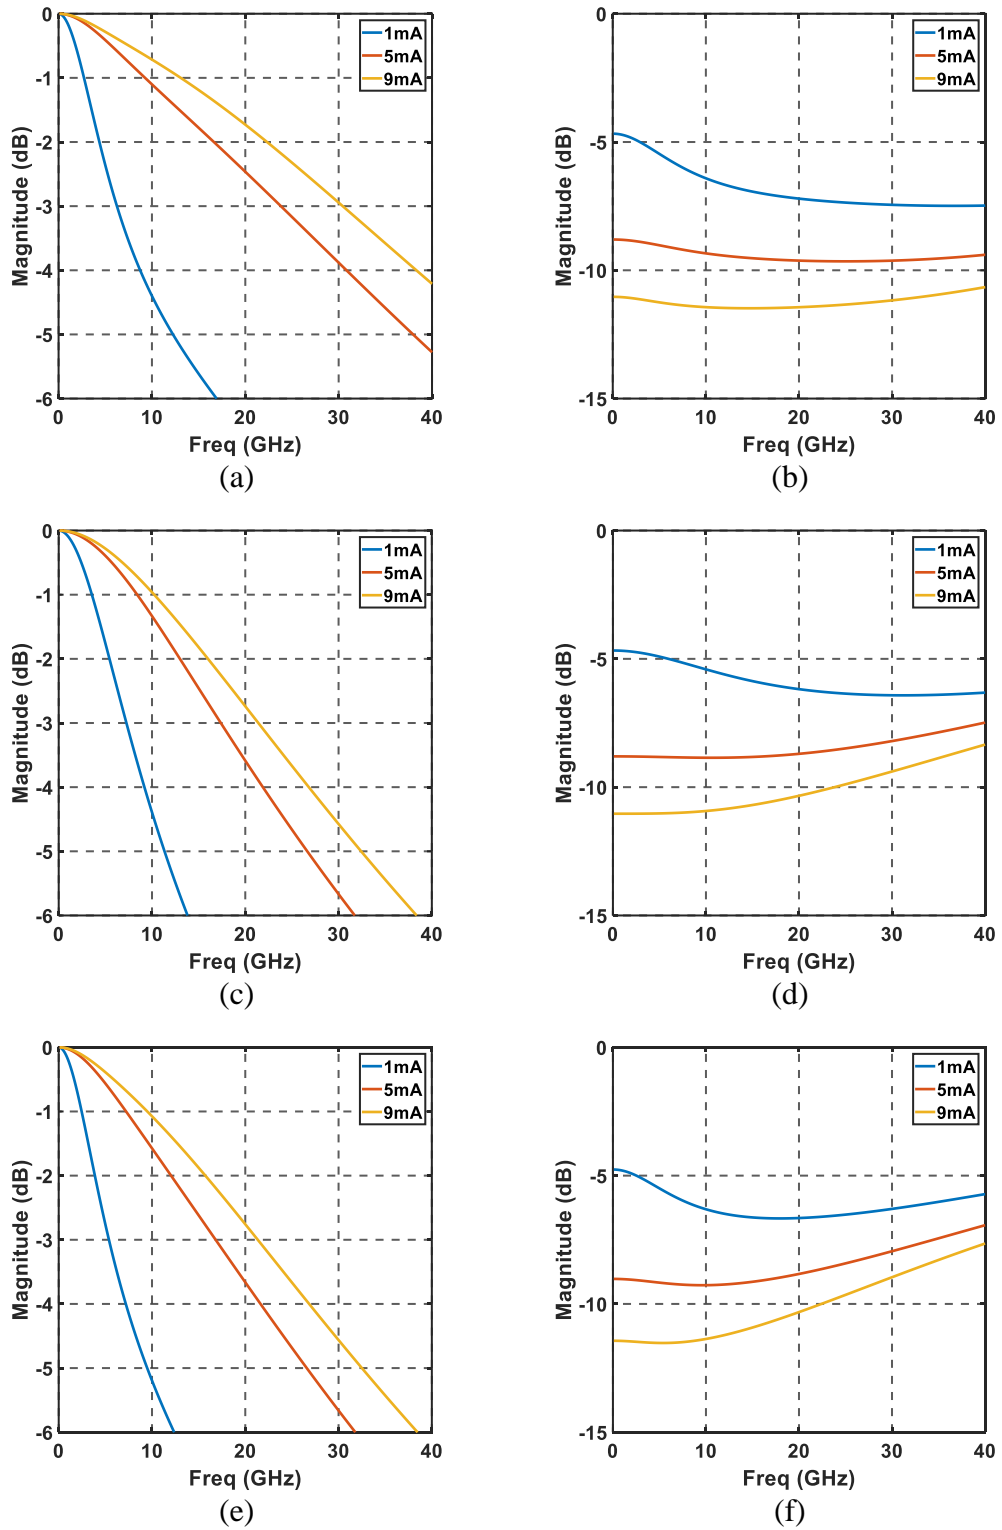 0
-1
-2
-3
-4
-5
-6
Magnitude (dB)
0 10 20 30 40
Freq (GHz)
1mA
5mA
9mA
(a)
0
-5
-10
-15
Magnitude (dB)
0 10 20 30 40
Freq (GHz)
1mA
5mA
9mA
(b)
0
-1
-2
-3
-4
-5
-6
Magnitude (dB)
0 10 20 30 40
Freq (GHz)
1mA
5mA
9mA
(c)
0
-5
-10
-15
Magnitude (dB)
0 10 20 30 40
Freq (GHz)
1mA
5mA
9mA
(d)
0
-1
-2
-3
-4
-5
-6
Magnitude (dB)
0 10 20 30 40
Freq (GHz)
1mA
5mA
9mA
(e)
0
-5
-10
-15
Magnitude (dB)
0 10 20 30 40
Freq (GHz)
1mA
5mA
9mA
(f)